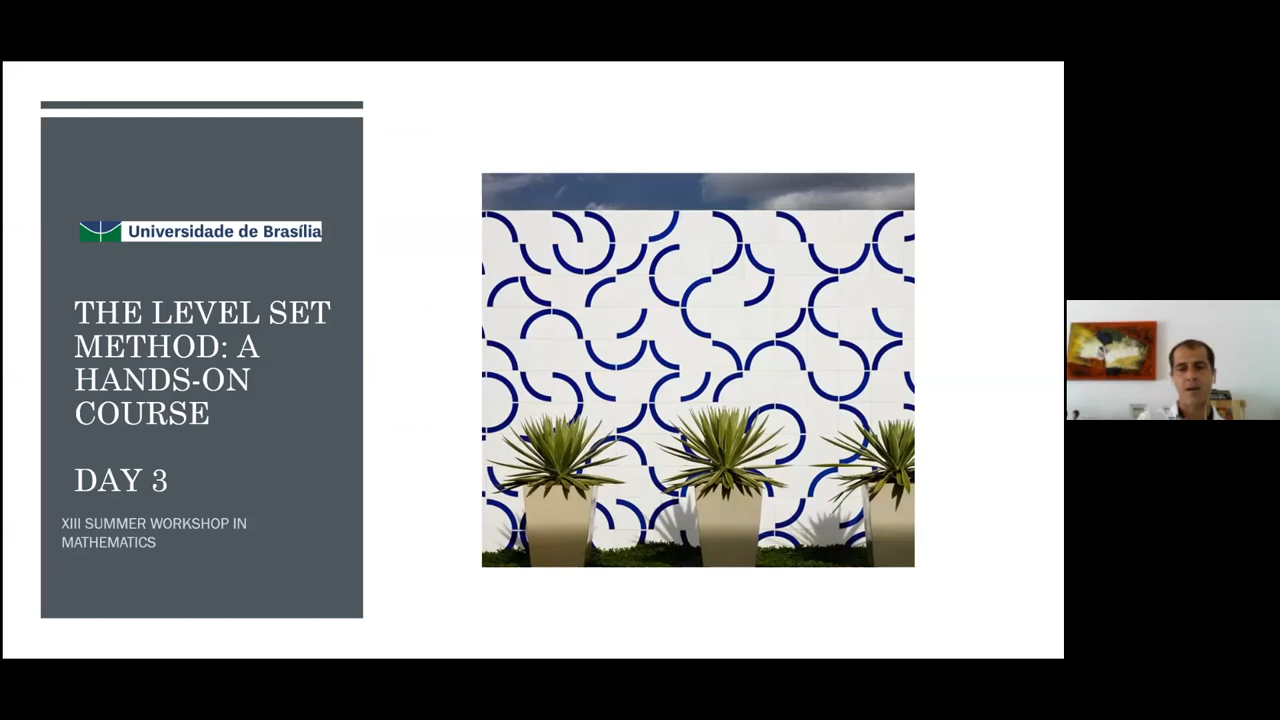 Universidade de Brasília
THE LEVEL SET
METHOD: A
HANDS-ON
COURSE
DAY 3
XIII SUMMER WORKSHOP IN
MATHEMATICS